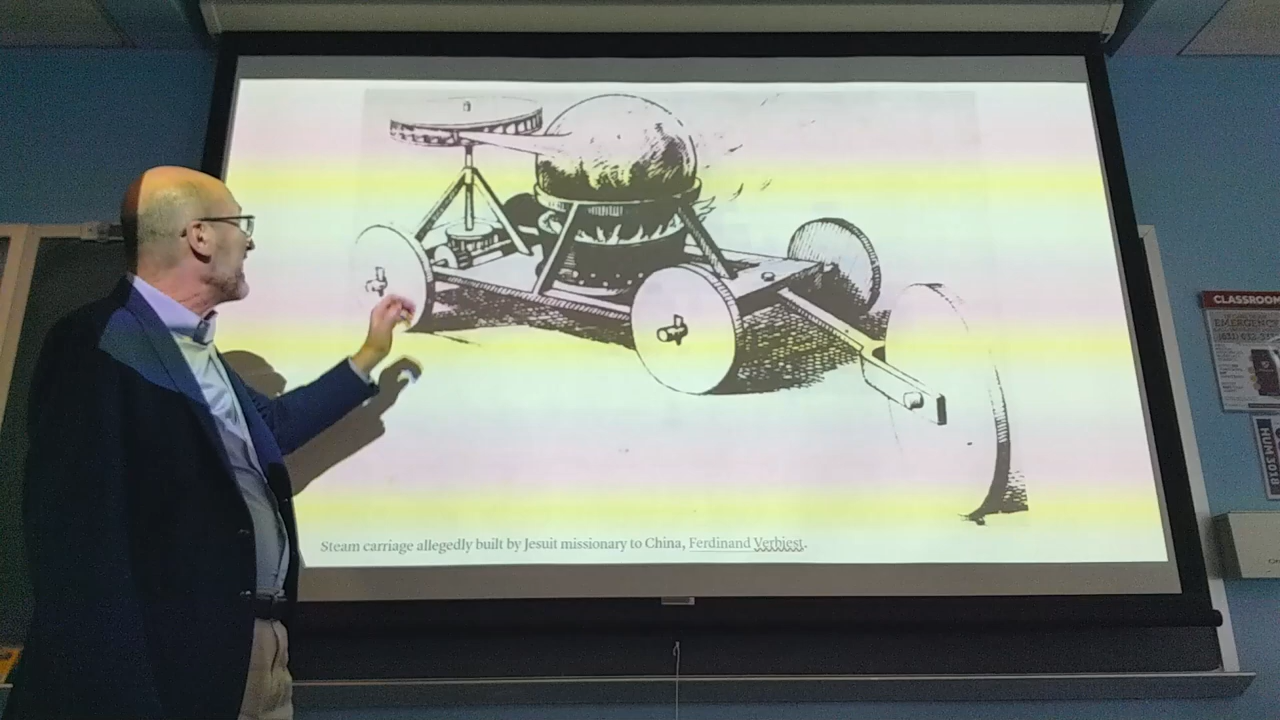 Steam carriage allegedly built by Jesuit missionary to China, Ferdinand Verbiest.
CLASSROOM
EMERGENCY
HUM 3018